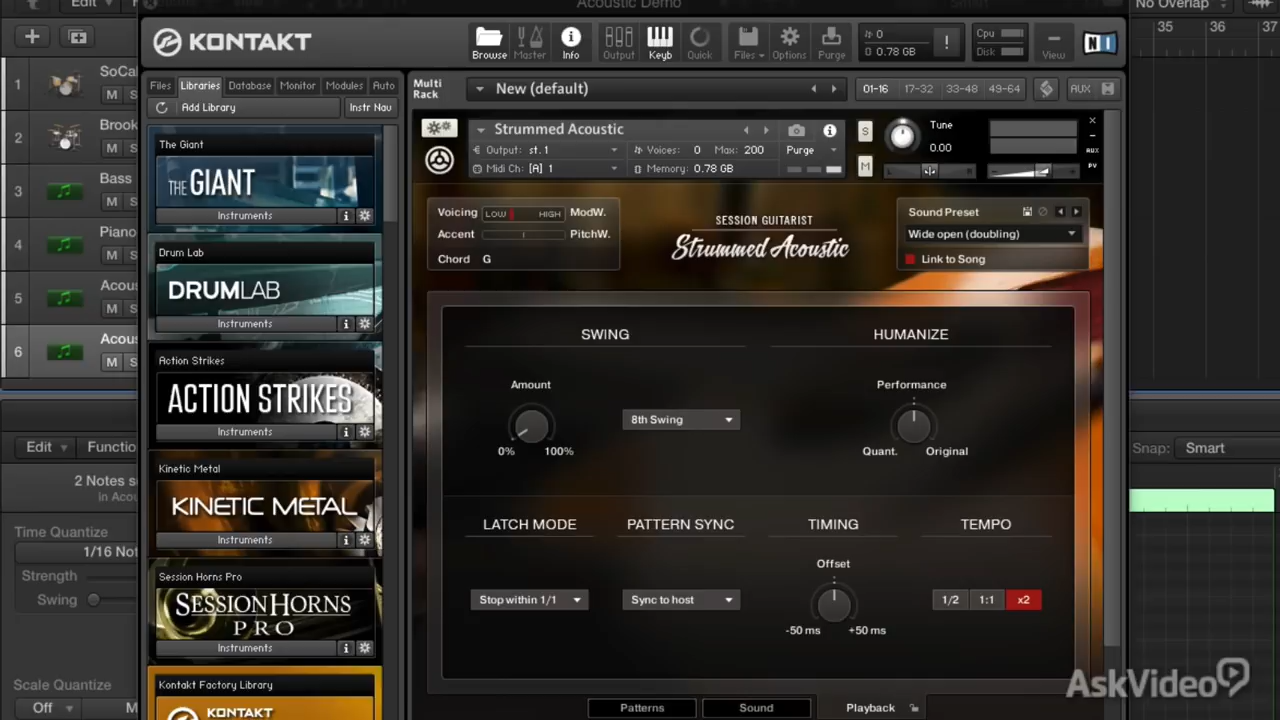 Edit
Acoustic Demo
No Overlap
35 36 37
KONTAKT
Browse Master Info Output Keyb Quick Files Options Purge
0
0.78 GB
!
Cpu
Disk
View
NI
Files Libraries Database Monitor Modules Auto
Add Library Instr Nav
Multi
Rack
New (default)
01-16 17-32 33-48 49-64 AUX
1 SoCa
M S
2 Brook
M S
3 Bass
M S
4 Piano
M S
5 Acous
M S
6 Acous
M S
The Giant
THE GIANT
Instruments i
Drum Lab
DRUMLAB
Instruments i
Action Strikes
ACTION STRIKES
Instruments i
Kinetic Metal
KINETIC METAL
Instruments i
Session Horns Pro
SESSION HORNS
PRO
Instruments i
Kontakt Factory Library
KONTAKT
Strummed Acoustic
Output: st.1 Voices: 0 Max: 200 Purge
Midi Ch: [A] 1 Memory: 0.78 GB
S
M
Tune
0.00
L R
AUX
PV
Voicing LOW HIGH ModW.
Accent PitchW.
Chord G
SESSION GUITARIST
Strummed Acoustic
Sound Preset
Wide open (doubling)
Link to Song
SWING HUMANIZE
Amount Performance
8th Swing
0% 100% Quant. Original
LATCH MODE PATTERN SYNC TIMING TEMPO
Offset
Stop within 1/1 Sync to host 1/2 1:1 x2
-50 ms +50 ms
Patterns Sound Playback
Edit Function
2 Notes s
in Acou
Time Quantize
1/16 Not
Strength
Swing
Scale Quantize
Off M
Snap: Smart
AskVideo